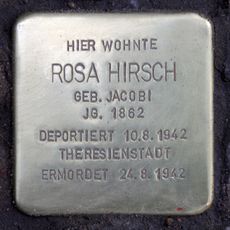 HIER WOHNTE
ROSA HIRSCH
GEB. JACOBI
JG. 1862
DEPORTIERT 10.8.1942
THERESIENSTADT
ERMORDET 24.8.1942